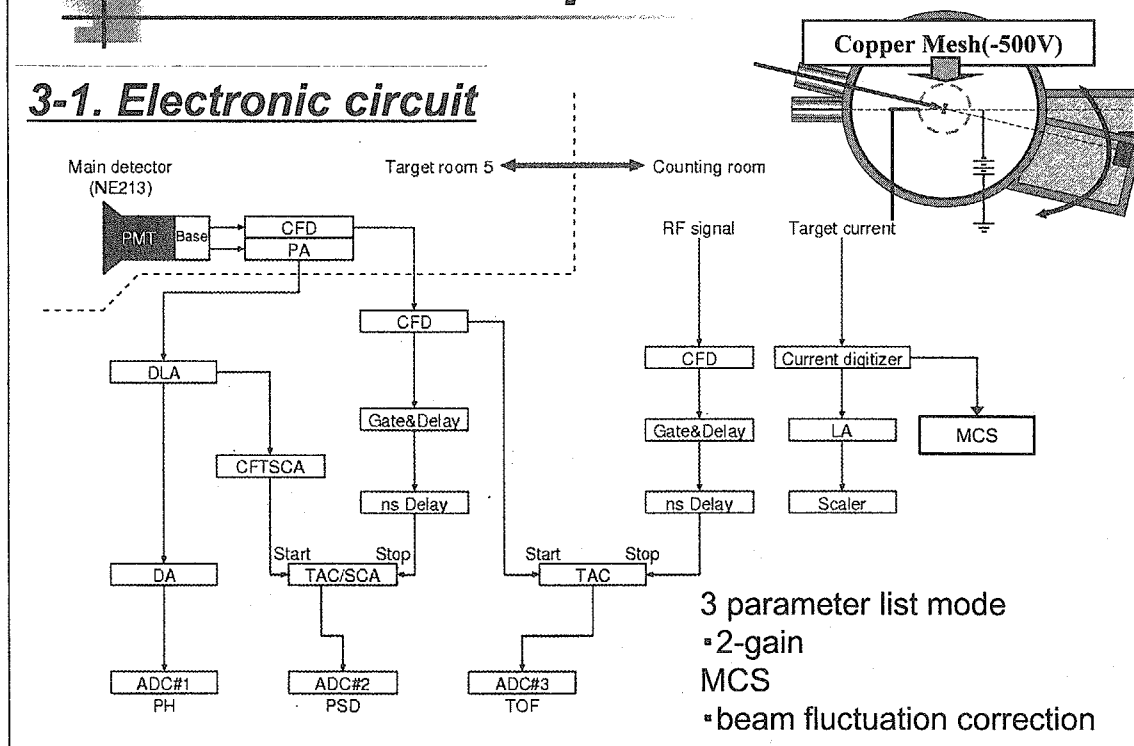 Copper Mesh(-500V)
3-1. Electronic circuit
Main detector
(NE213)
Target room 5
Counting room
PMT
Base
CFD
PA
RF signal
Target current
CFD
CFD
Current digitizer
DLA
Gate&Delay
Gate&Delay
LA
MCS
CFTSCA
ns Delay
ns Delay
Scaler
Start
Stop
Start
Stop
DA
TAC/SCA
TAC
3 parameter list mode
▪2-gain
MCS
▪beam fluctuation correction
ADC#1
ADC#2
ADC#3
PH
PSD
TOF